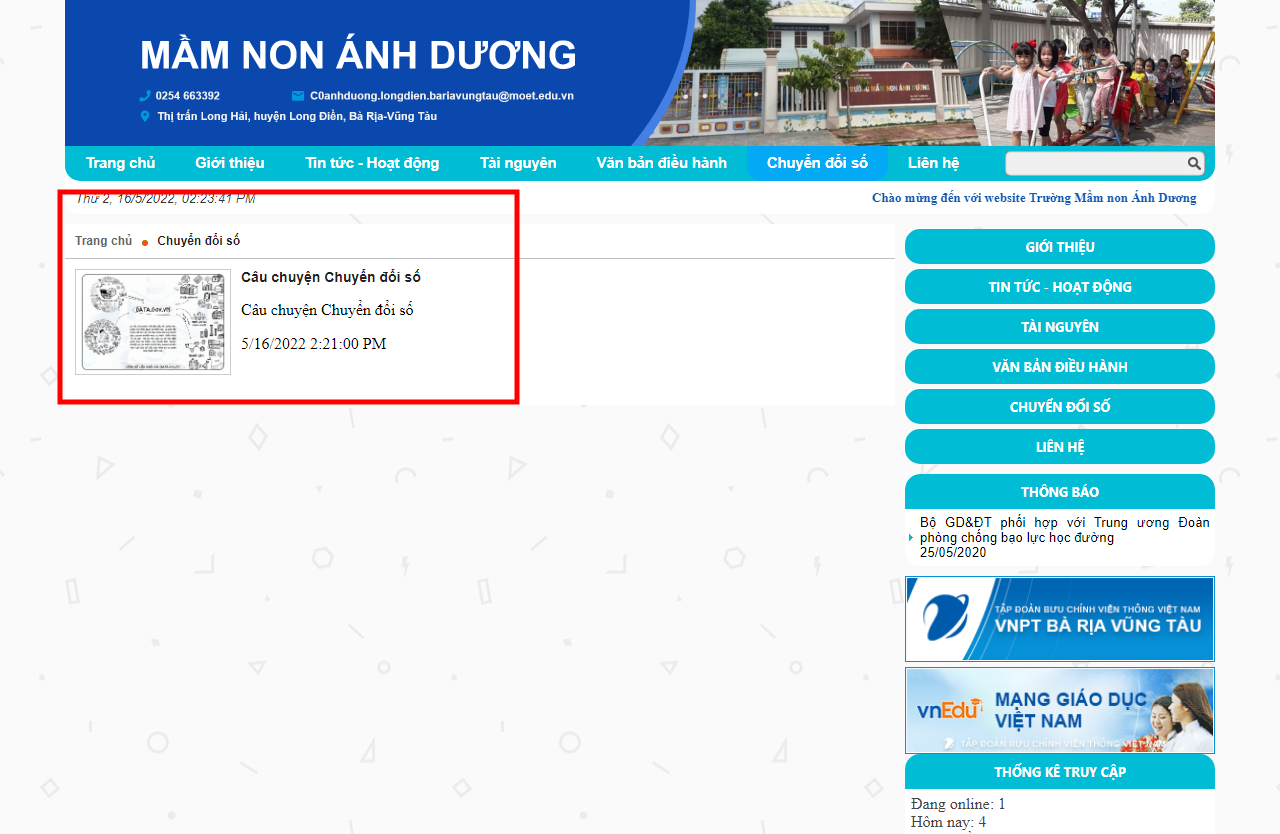 MẦM NON ÁNH DƯƠNG
0254 663392
C0anhduong.longdien.bariavungtau@moet.edu.vn
Thị trấn Long Hải, huyện Long Điền, Bà Rịa-Vũng Tàu
TRƯỜNG MẦM NON ÁNH DƯƠNG
Trang chủ
Giới thiệu
Tin tức - Hoạt động
Tài nguyên
Văn bản điều hành
Chuyển đổi số
Liên hệ
Thứ 2, 16/5/2022, 02:23:41 PM
Chào mừng đến với website Trường Mầm non Ánh Dương
Trang chủ
Chuyển đổi số
DATA.GOV.VN
Câu chuyện Chuyển đổi số
Câu chuyện Chuyển đổi số
5/16/2022 2:21:00 PM
GIỚI THIỆU
TIN TỨC - HOẠT ĐỘNG
TÀI NGUYÊN
VĂN BẢN ĐIỀU HÀNH
CHUYỂN ĐỔI SỐ
LIÊN HỆ
THÔNG BÁO
Bộ GD&ĐT phối hợp với Trung ương Đoàn
phòng chống bạo lực học đường
25/05/2020
TẬP ĐOÀN BƯU CHÍNH VIỄN THÔNG VIỆT NAM
VNPT BÀ RỊA VŨNG TÀU
vnEdu
MẠNG GIÁO DỤC
VIỆT NAM
TẬP ĐOÀN BƯU CHÍNH VIỄN THÔNG VIỆT NAM
THỐNG KÊ TRUY CẬP
Đang online: 1
Hôm nay: 4